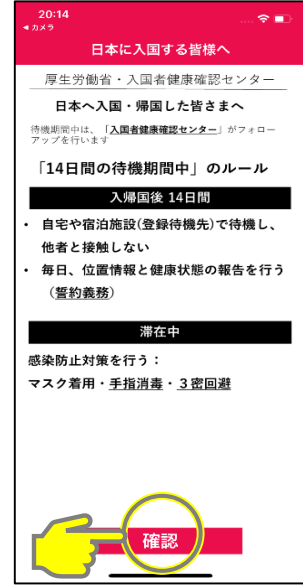 20:14
◀ カメラ
日本に入国する皆様へ
厚生労働省・入国者健康確認センター
日本へ入国・帰国した皆さまへ
待機期間中は、「入国者健康確認センター」がフォロー
アップを行います
「14日間の待機期間中」のルール
入帰国後 14日間
・ 自宅や宿泊施設(登録待機先)で待機し、
他者と接触しない
・ 毎日、位置情報と健康状態の報告を行う
（誓約義務）
滞在中
感染防止対策を行う：
マスク着用・手指消毒・３密回避
確認